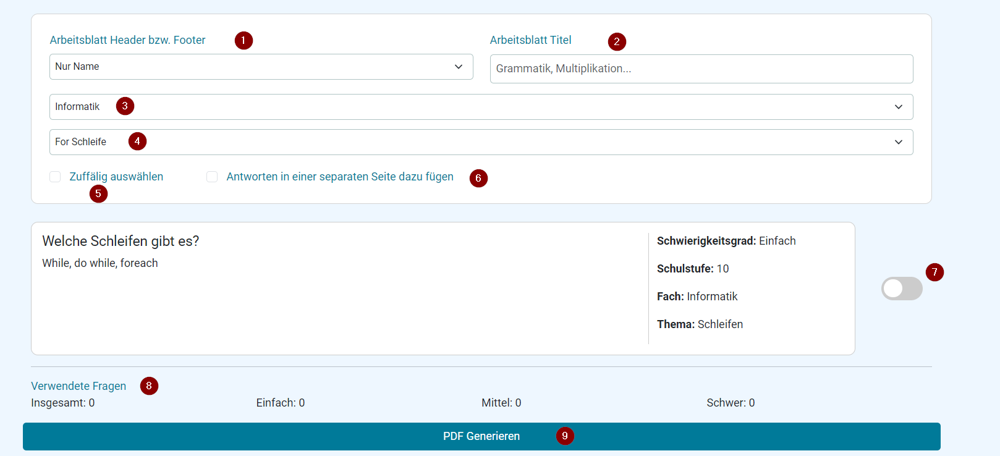 Arbeitsblatt Header bzw. Footer 1
Arbeitsblatt Titel 2
Nur Name
Grammatik, Multiplikation...
Informatik 3
For Schleife 4
Zuffälig auswählen
5
Antworten in einer separaten Seite dazu fügen 6
Welche Schleifen gibt es?
While, do while, foreach
Schwierigkeitsgrad: Einfach
Schulstufe: 10
Fach: Informatik
Thema: Schleifen
7
Verwendete Fragen 8
Insgesamt: 0 Einfach: 0 Mittel: 0 Schwer: 0
PDF Generieren 9